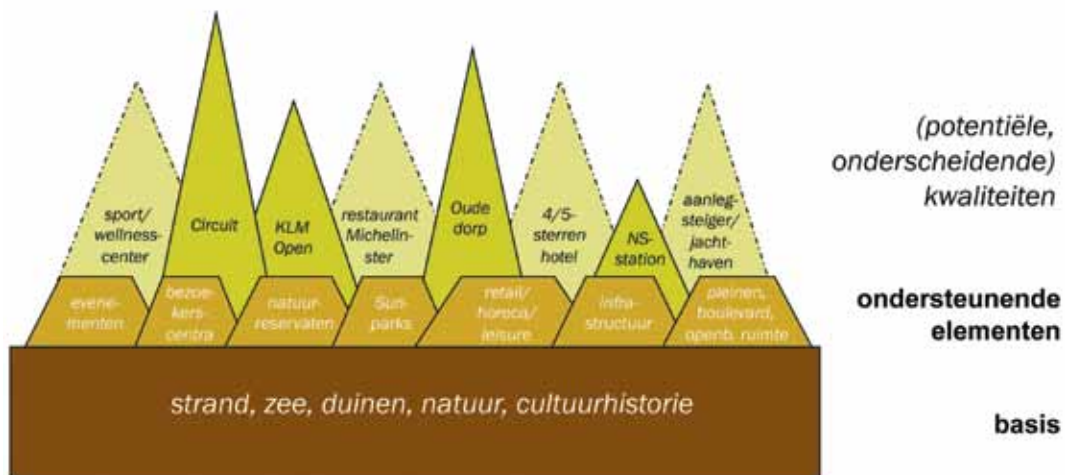 sport/
wellness-
center
Circuit
KLM
Open
restaurant
Michelin-
ster
Oude
dorp
4/5-
sterren
hotel
NS-
station
aanleg-
steiger/
jacht-
haven
(potentiële,
onderscheidende)
kwaliteiten
evene-
menten
bezoe-
kers-
centra
natuur-
reservaten
Sun-
parks
retail/
horeca/
leisure
infra-
structuur
pleinen,
boulevard,
openb. ruimte
ondersteunende
elementen
strand, zee, duinen, natuur, cultuurhistorie
basis